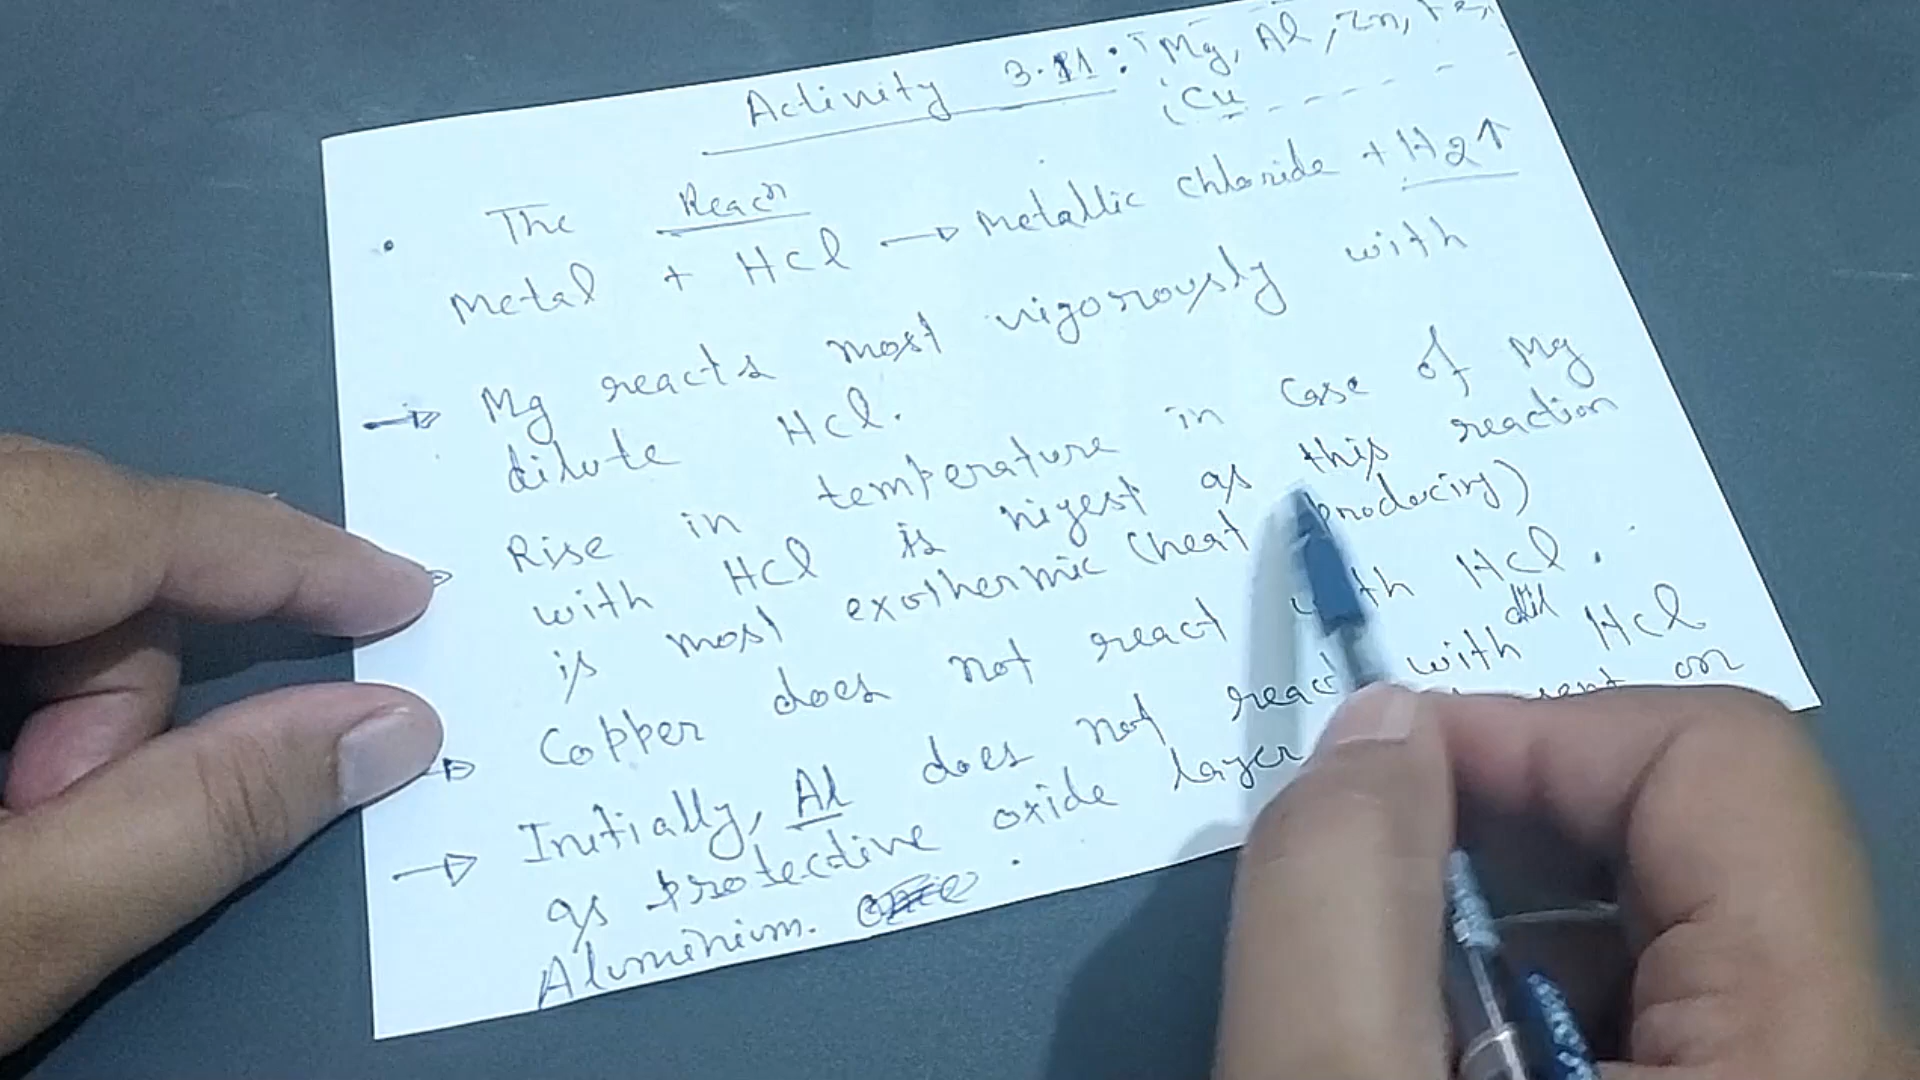 Activity 3.11: Mg, Al, Zn, Fe,
Cu
The Reacn
Metal + HCl → Metallic chloride + H2↑
→ Mg reacts most vigorously with
dilute HCl.
Rise in temperature in case of Mg
with HCl is higest as this reaction
is most exothermic (heat producing)
→ Copper does not react with HCl.
→ Initially, Al does not react with dil HCl
as protective oxide layer on
Aluminium.